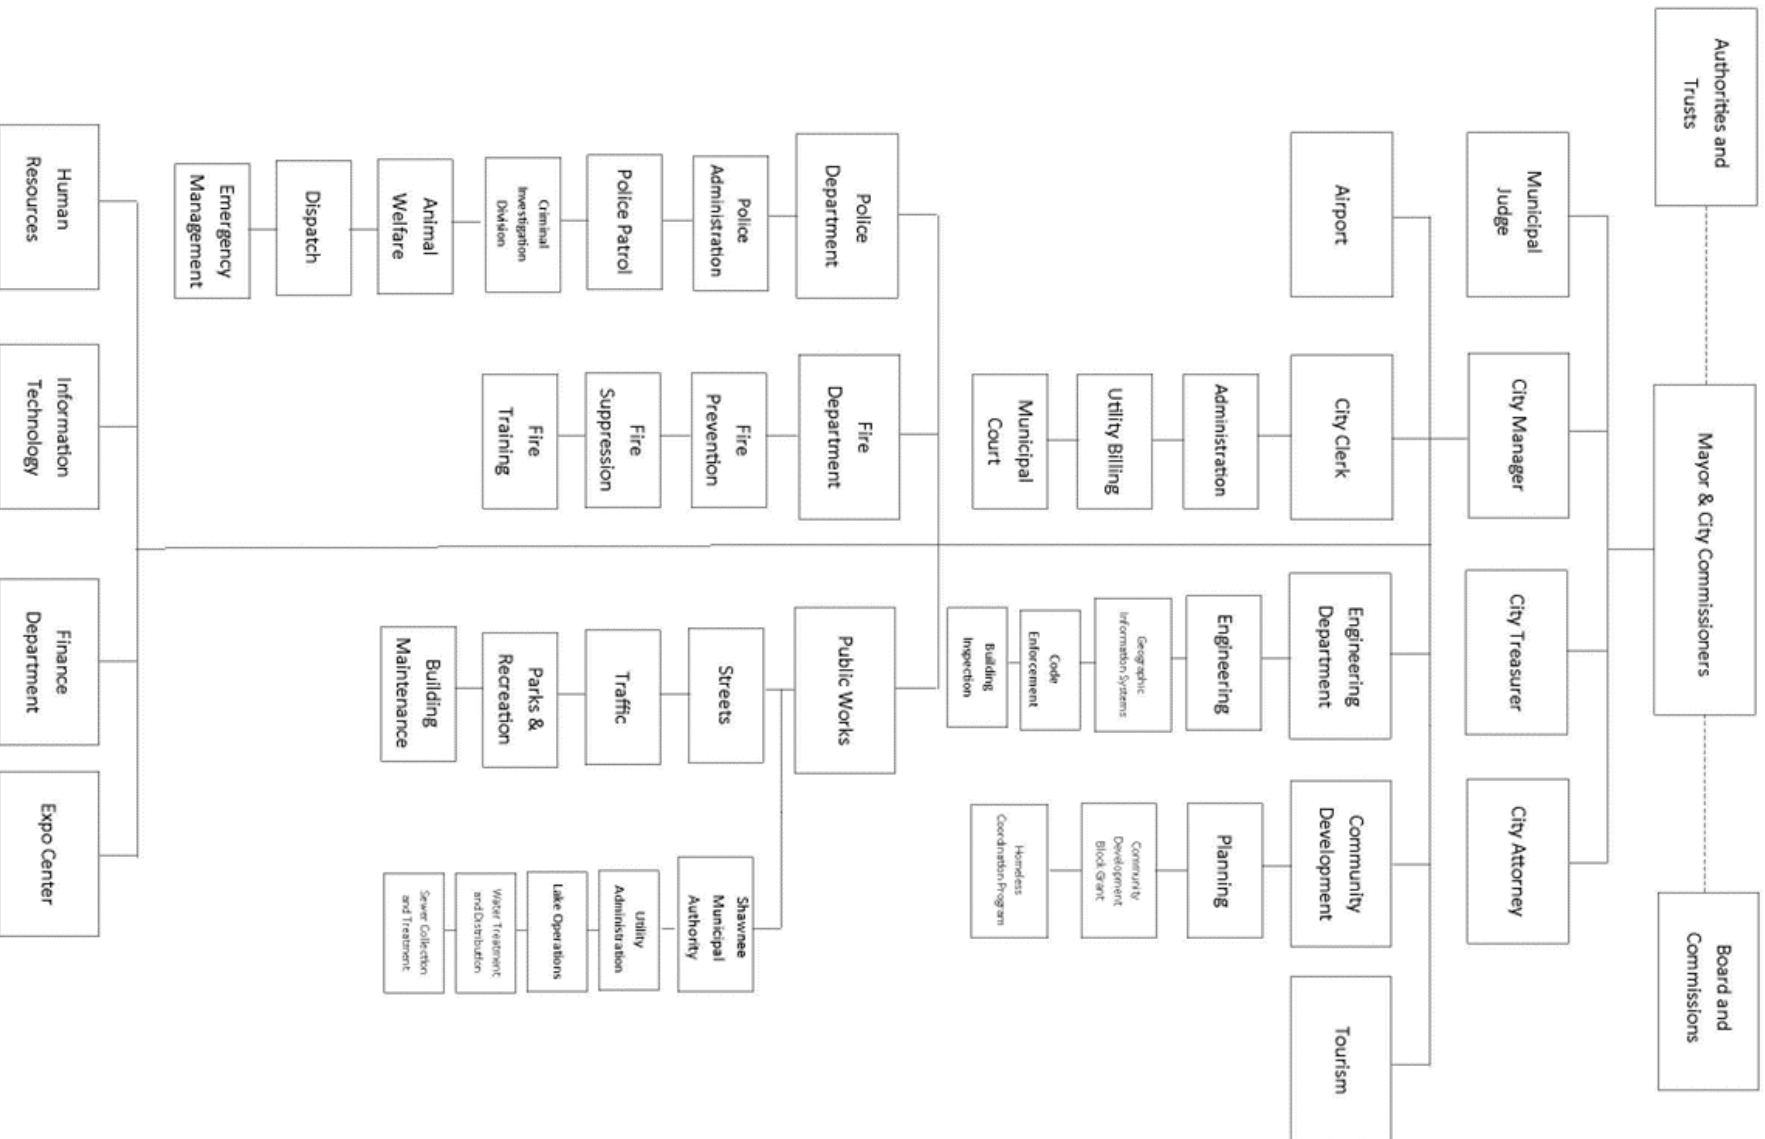 Authorities and
Trusts
Mayor & City Commissioners
Board and
Commissions
Municipal
Judge
City Manager
City Treasurer
City Attorney
Airport
City Clerk
Engineering
Department
Community
Development
Tourism
Administration
Utility Billing
Municipal
Court
Engineering
Geographic
Information Systems
Code
Enforcement
Building
Inspection
Planning
Community
Development
Block Grant
Homeless
Coordination Program
Police
Department
Fire
Department
Public Works
Police
Administration
Police Patrol
Criminal
Investigation
Division
Animal
Welfare
Dispatch
Emergency
Management
Fire
Prevention
Fire
Suppression
Fire
Training
Streets
Traffic
Parks &
Recreation
Building
Maintenance
Shawnee
Municipal
Authority
Utility
Administration
Lake Operations
Water Treatment
and Distribution
Sewer Collection
and Treatment
Human
Resources
Information
Technology
Finance
Department
Expo Center